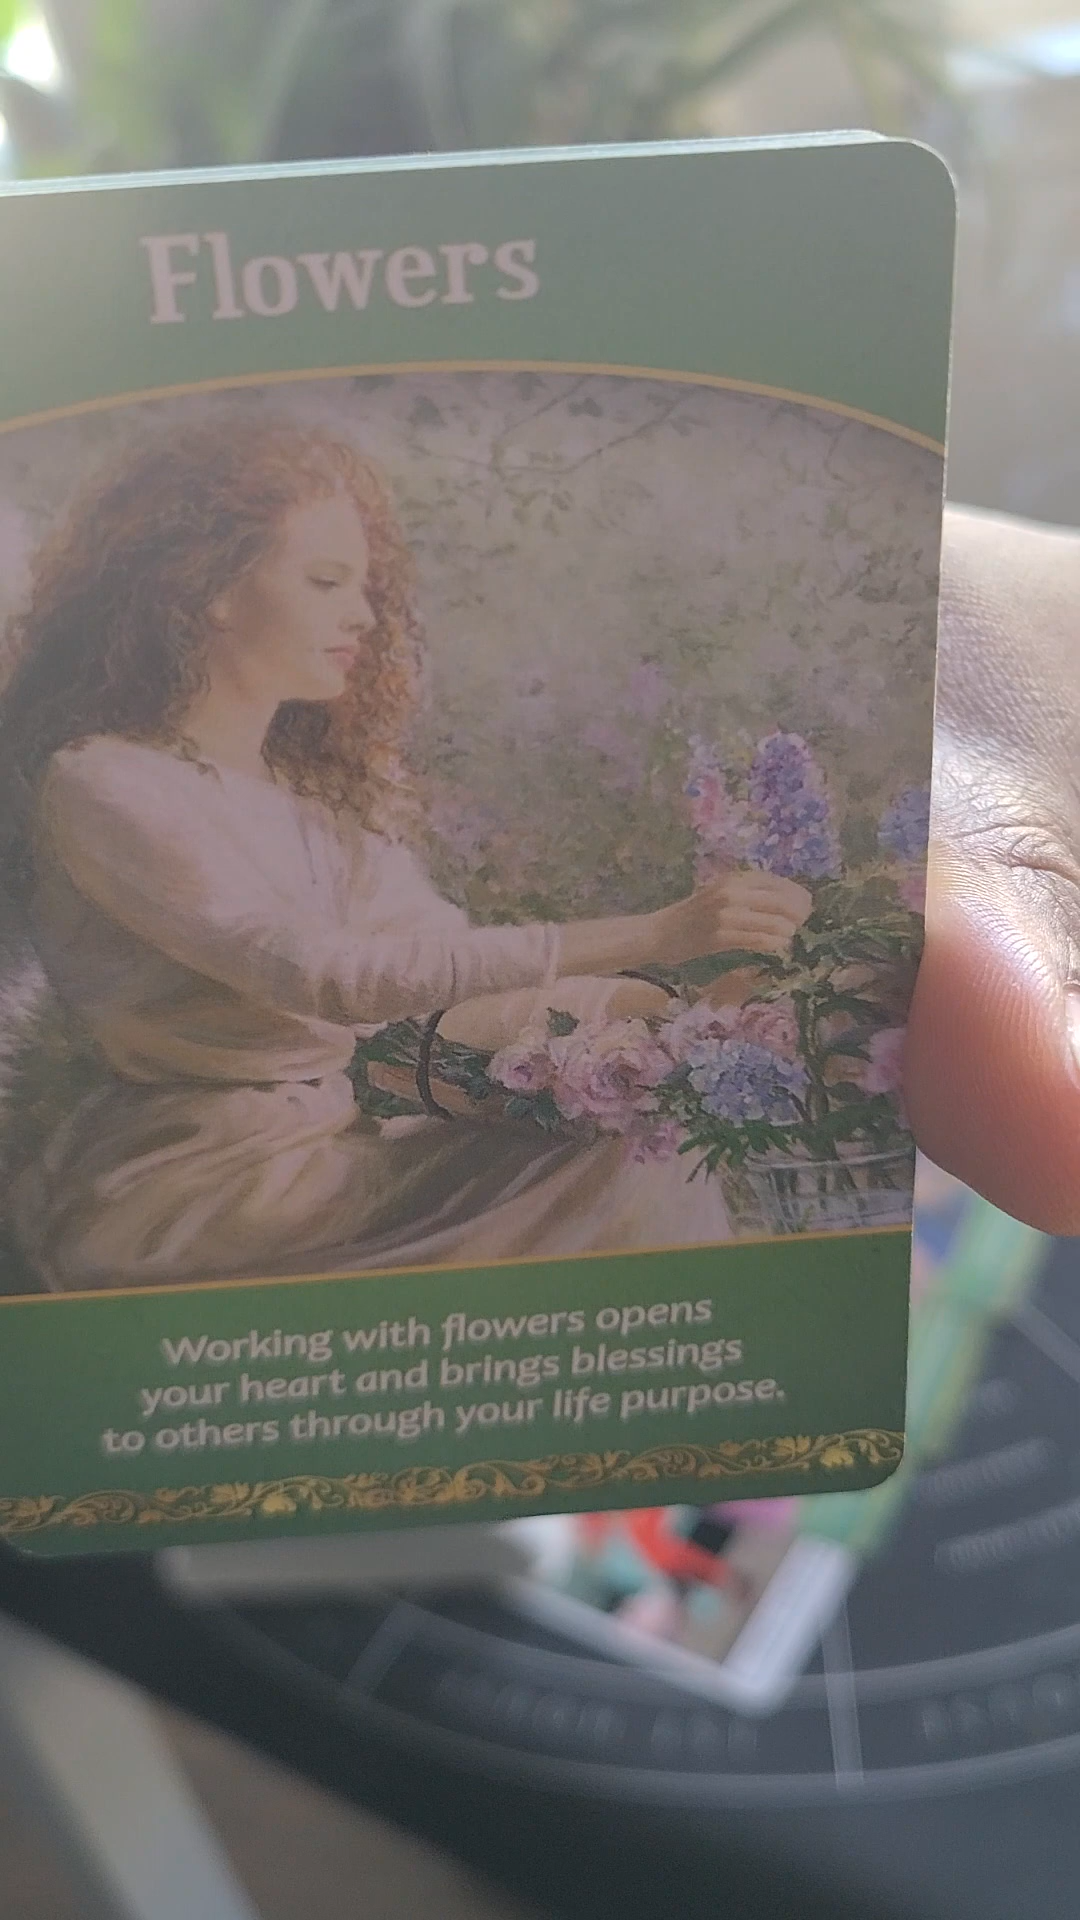 Flowers
Working with flowers opens
your heart and brings blessings
to others through your life purpose.